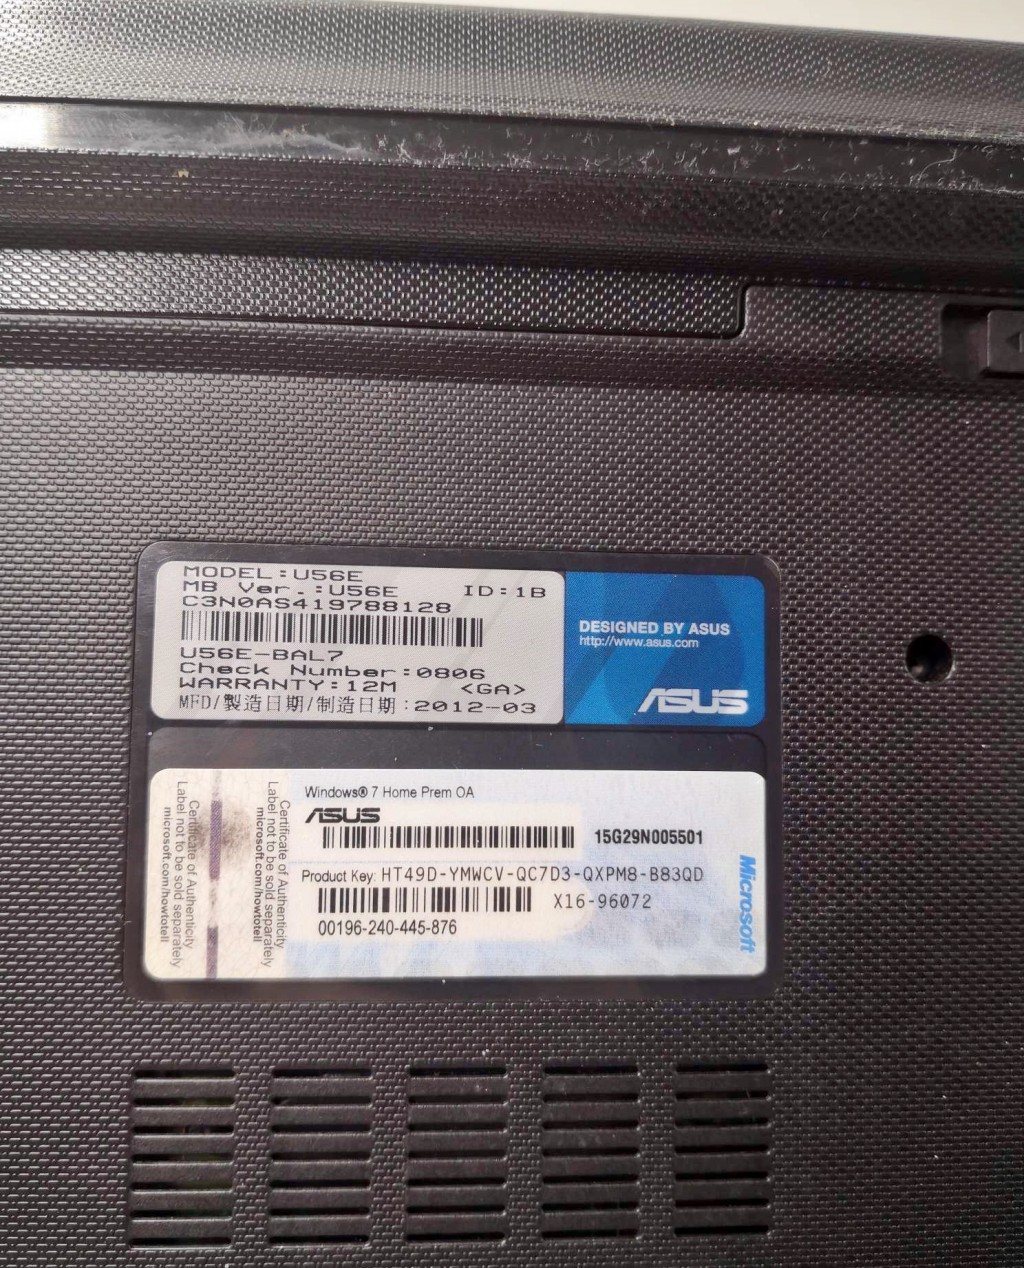 MODEL:U56E
MB Ver.:U56E ID:1B
C3N0AS419788128
U56E-BAL7
Check Number:0806
WARRANTY:12M <GA>
MFD/製造日期/制造日期:2012-03
DESIGNED BY ASUS
http://www.asus.com
ASUS
Certificate of Authenticity
Label not to be sold separately
microsoft.com/howtotell
Certificate of Authenticity
Label not to be sold separately
microsoft.com/howtotell
Windows® 7 Home Prem OA
ASUS
15G29N005501
Product Key: HT49D-YMWCV-QC7D3-QXPM8-B83QD
X16-96072
00196-240-445-876
Microsoft